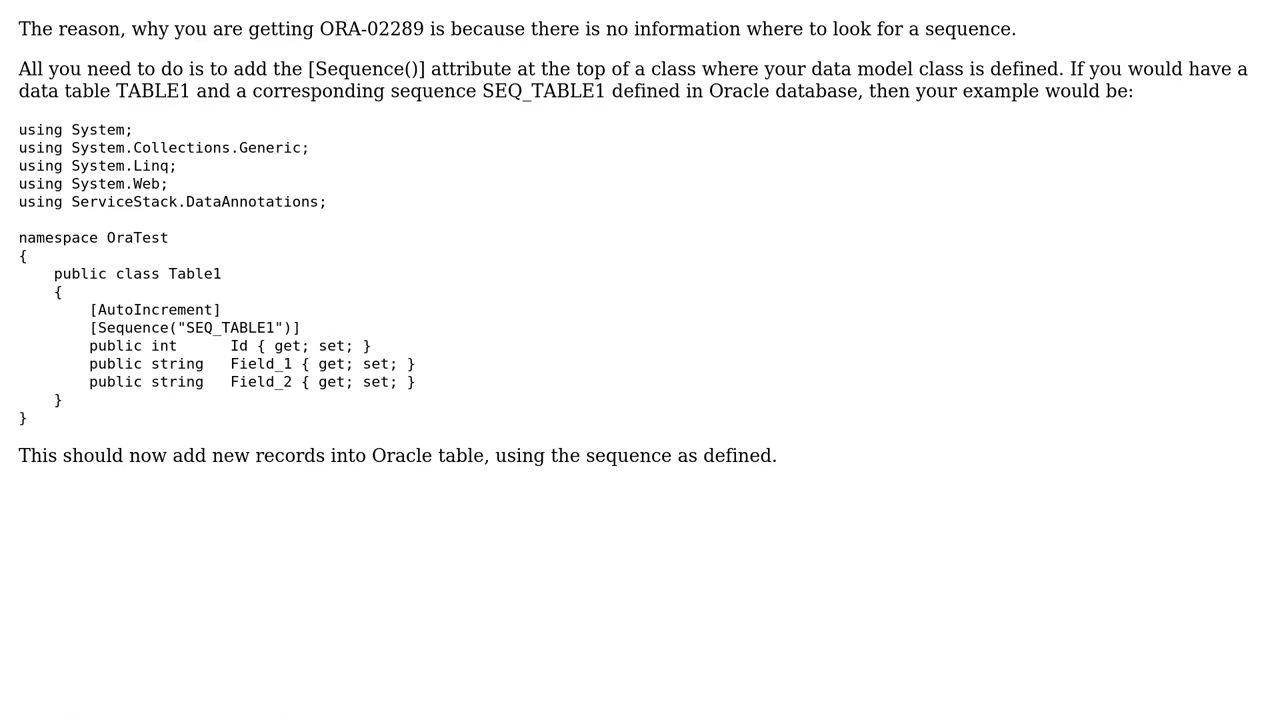 The reason, why you are getting ORA-02289 is because there is no information where to look for a sequence.
All you need to do is to add the [Sequence()] attribute at the top of a class where your data model class is defined. If you would have a
data table TABLE1 and a corresponding sequence SEQ_TABLE1 defined in Oracle database, then your example would be:
using System;
using System.Collections.Generic;
using System.Linq;
using System.Web;
using ServiceStack.DataAnnotations;

namespace OraTest
{
    public class Table1
    {
        [AutoIncrement]
        [Sequence("SEQ_TABLE1")]
        public int      Id { get; set; }
        public string   Field_1 { get; set; }
        public string   Field_2 { get; set; }
    }
}
This should now add new records into Oracle table, using the sequence as defined.